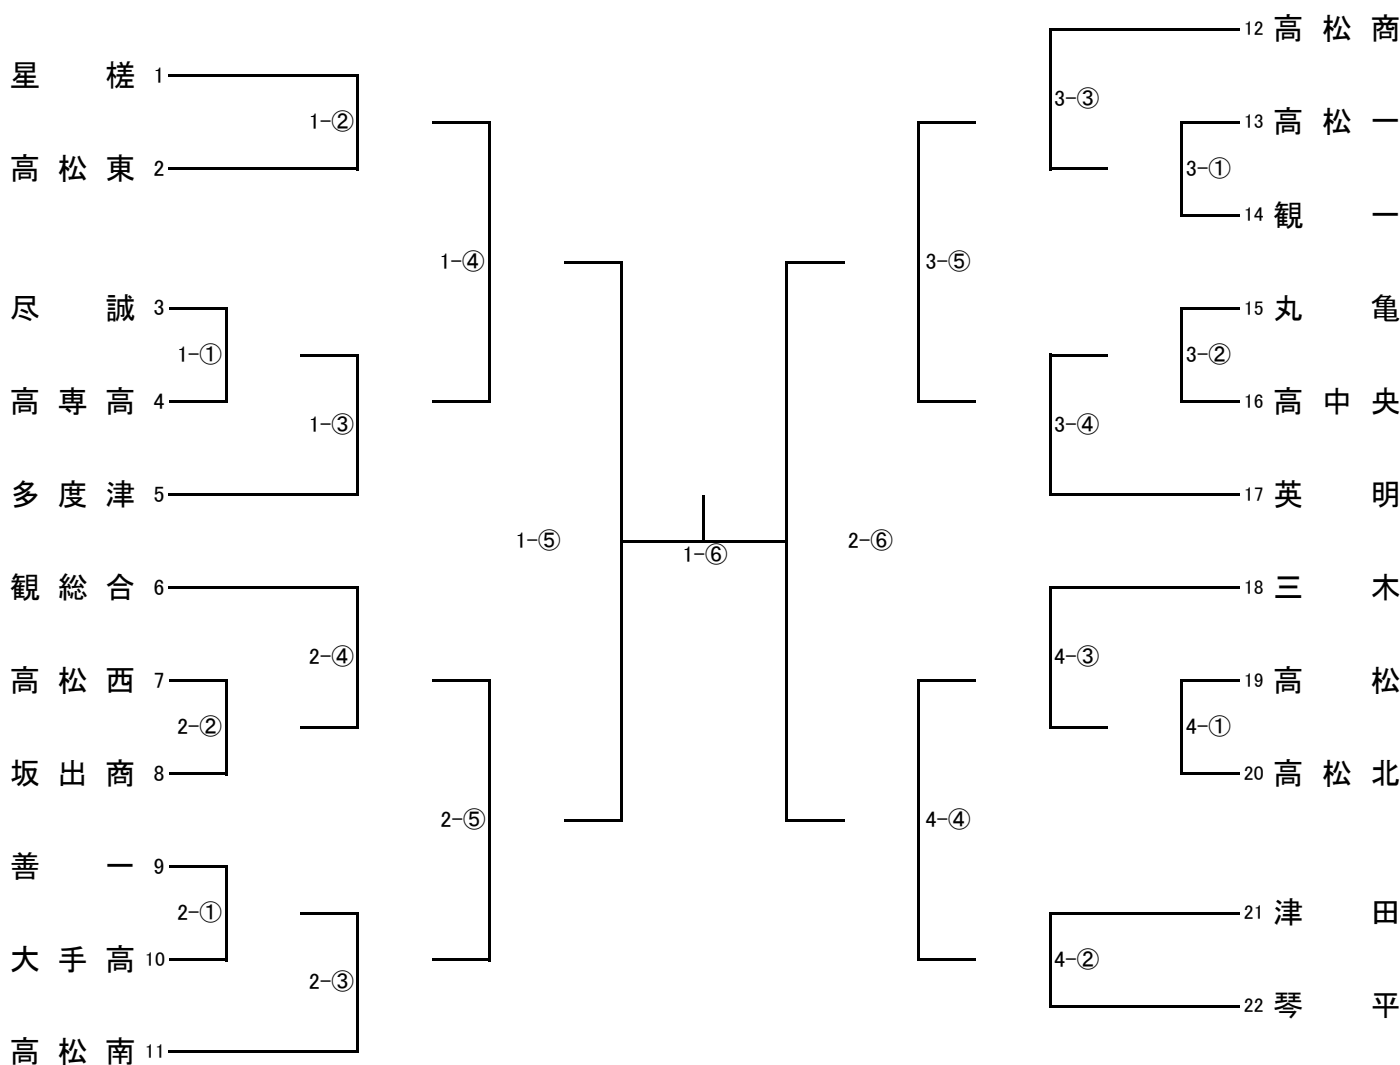 星槎 1
1-②
高松東 2
尽誠 3
1-①
高専高 4
1-③
多度津 5
1-④
観総合 6
2-④
高松西 7
2-②
坂出商 8
善一 9
2-①
大手高 10
2-③
高松南 11
2-⑤
1-⑤
1-⑥
2-⑥
12 高松商
3-③
13 高松一
3-①
14 観一
3-⑤
15 丸亀
3-②
16 高中央
3-④
17 英明
18 三木
4-③
19 高松
4-①
20 高松北
4-④
21 津田
4-②
22 琴平